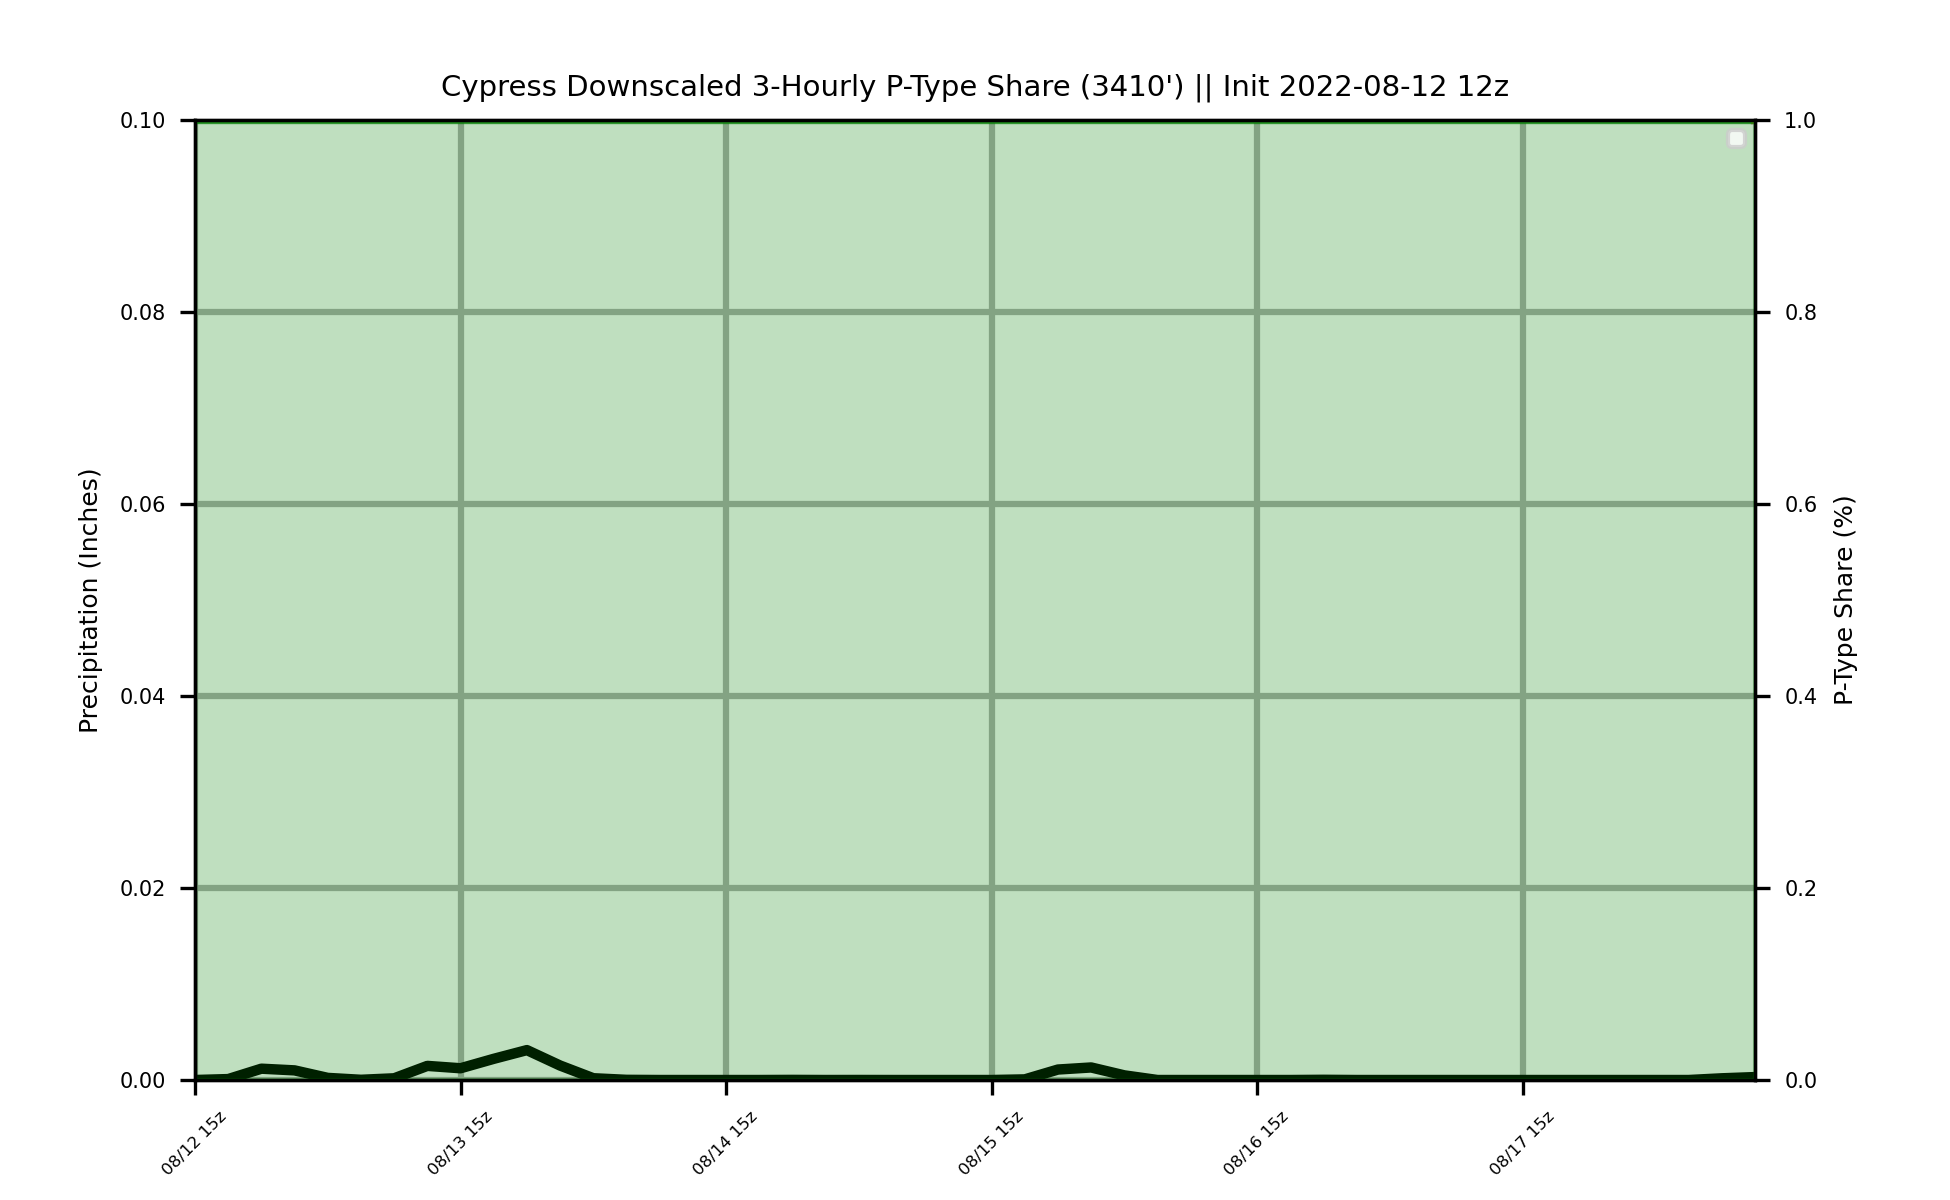 Cypress Downscaled 3-Hourly P-Type Share (3410') || Init 2022-08-12 12z
0.10
0.08
0.06
0.04
0.02
0.00
Precipitation (Inches)
1.0
0.8
0.6
0.4
0.2
0.0
P-Type Share (%)
08/12 15z
08/13 15z
08/14 15z
08/15 15z
08/16 15z
08/17 15z